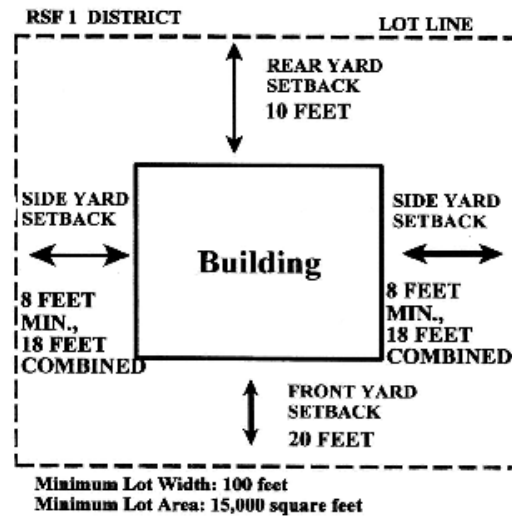 RSF 1 DISTRICT
LOT LINE
REAR YARD
SETBACK
10 FEET
SIDE YARD
SETBACK
8 FEET
MIN.,
18 FEET
COMBINED
Building
SIDE YARD
SETBACK
8 FEET
MIN.,
18 FEET
COMBINED
FRONT YARD
SETBACK
20 FEET
Minimum Lot Width: 100 feet
Minimum Lot Area: 15,000 square feet